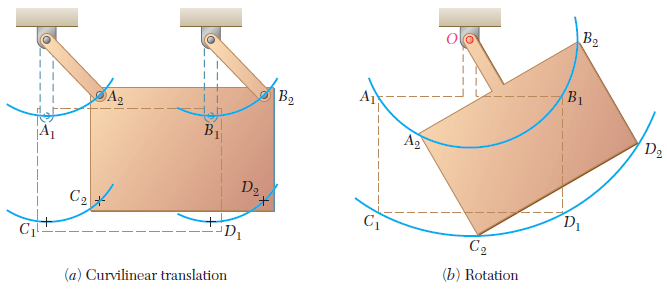 O
B₂
A₂
B₂
A₁
B₁
A₁
B₁
A₂
D₂
C₂
D₂
C₁
D₁
C₁
D₁
C₂
(a) Curvilinear translation
(b) Rotation